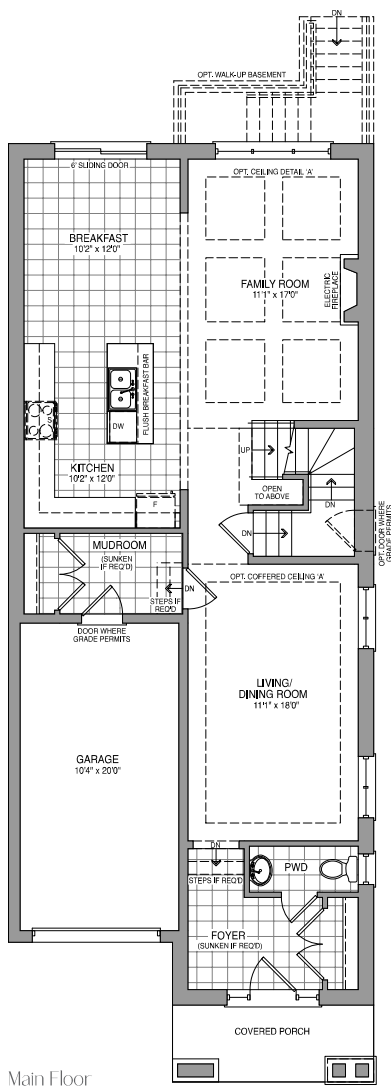 DN
OPT. WALK-UP BASEMENT
6' SLIDING DOOR
OPT. CEILING DETAIL 'A'
BREAKFAST
10'2" x 12'0"
FAMILY ROOM
11'1" x 17'0"
ELECTRIC
FIREPLACE
FLUSH BREAKFAST BAR
S
DW
KITCHEN
10'2" x 12'0"
F
UP
OPEN
TO ABOVE
DN
DN
OPT. DOOR WHERE
GRADE PERMITS
MUDROOM
(SUNKEN
IF REQ'D)
DN
STEPS IF
REQ'D
OPT. COFFERED CEILING 'A'
DOOR WHERE
GRADE PERMITS
LIVING/
DINING ROOM
11'1" x 18'0"
GARAGE
10'4" x 20'0"
DN
STEPS IF REQ'D
PWD
FOYER
(SUNKEN IF REQ'D)
COVERED PORCH
Main Floor